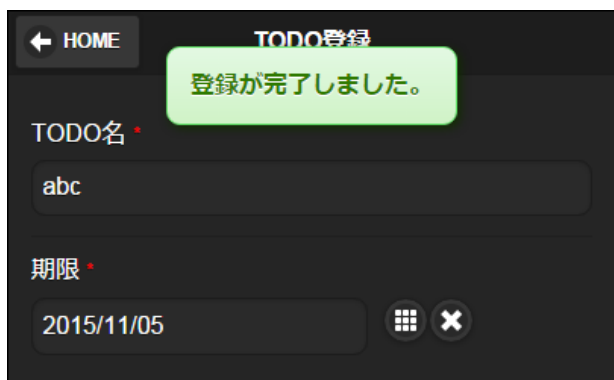 HOME
TODO登録
登録が完了しました。
TODO名 *
abc
期限 *
2015/11/05